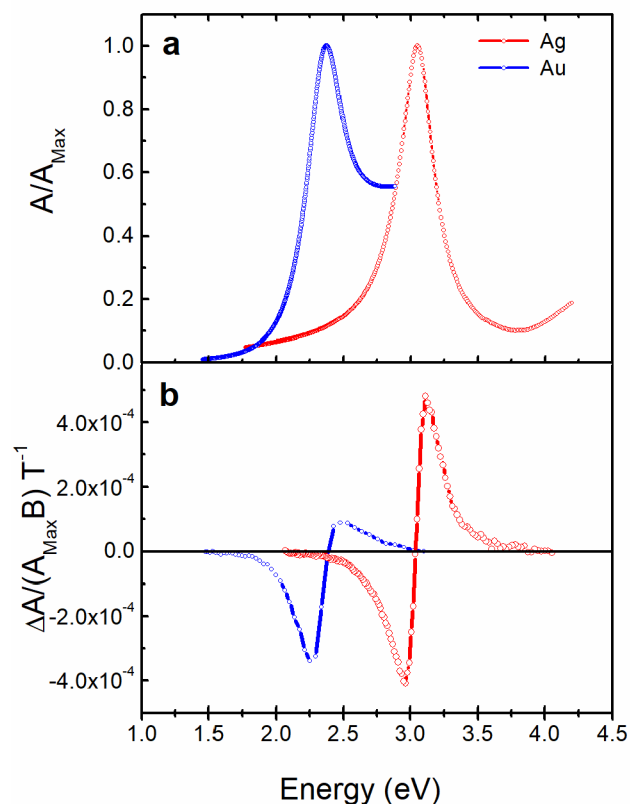 a
Ag
Au
A/A_Max
1.0
0.8
0.6
0.4
0.2
0.0
b
ΔA/(A_Max B) T⁻¹
4.0x10⁻⁴
2.0x10⁻⁴
0.0
-2.0x10⁻⁴
-4.0x10⁻⁴
1.0 1.5 2.0 2.5 3.0 3.5 4.0 4.5
Energy (eV)